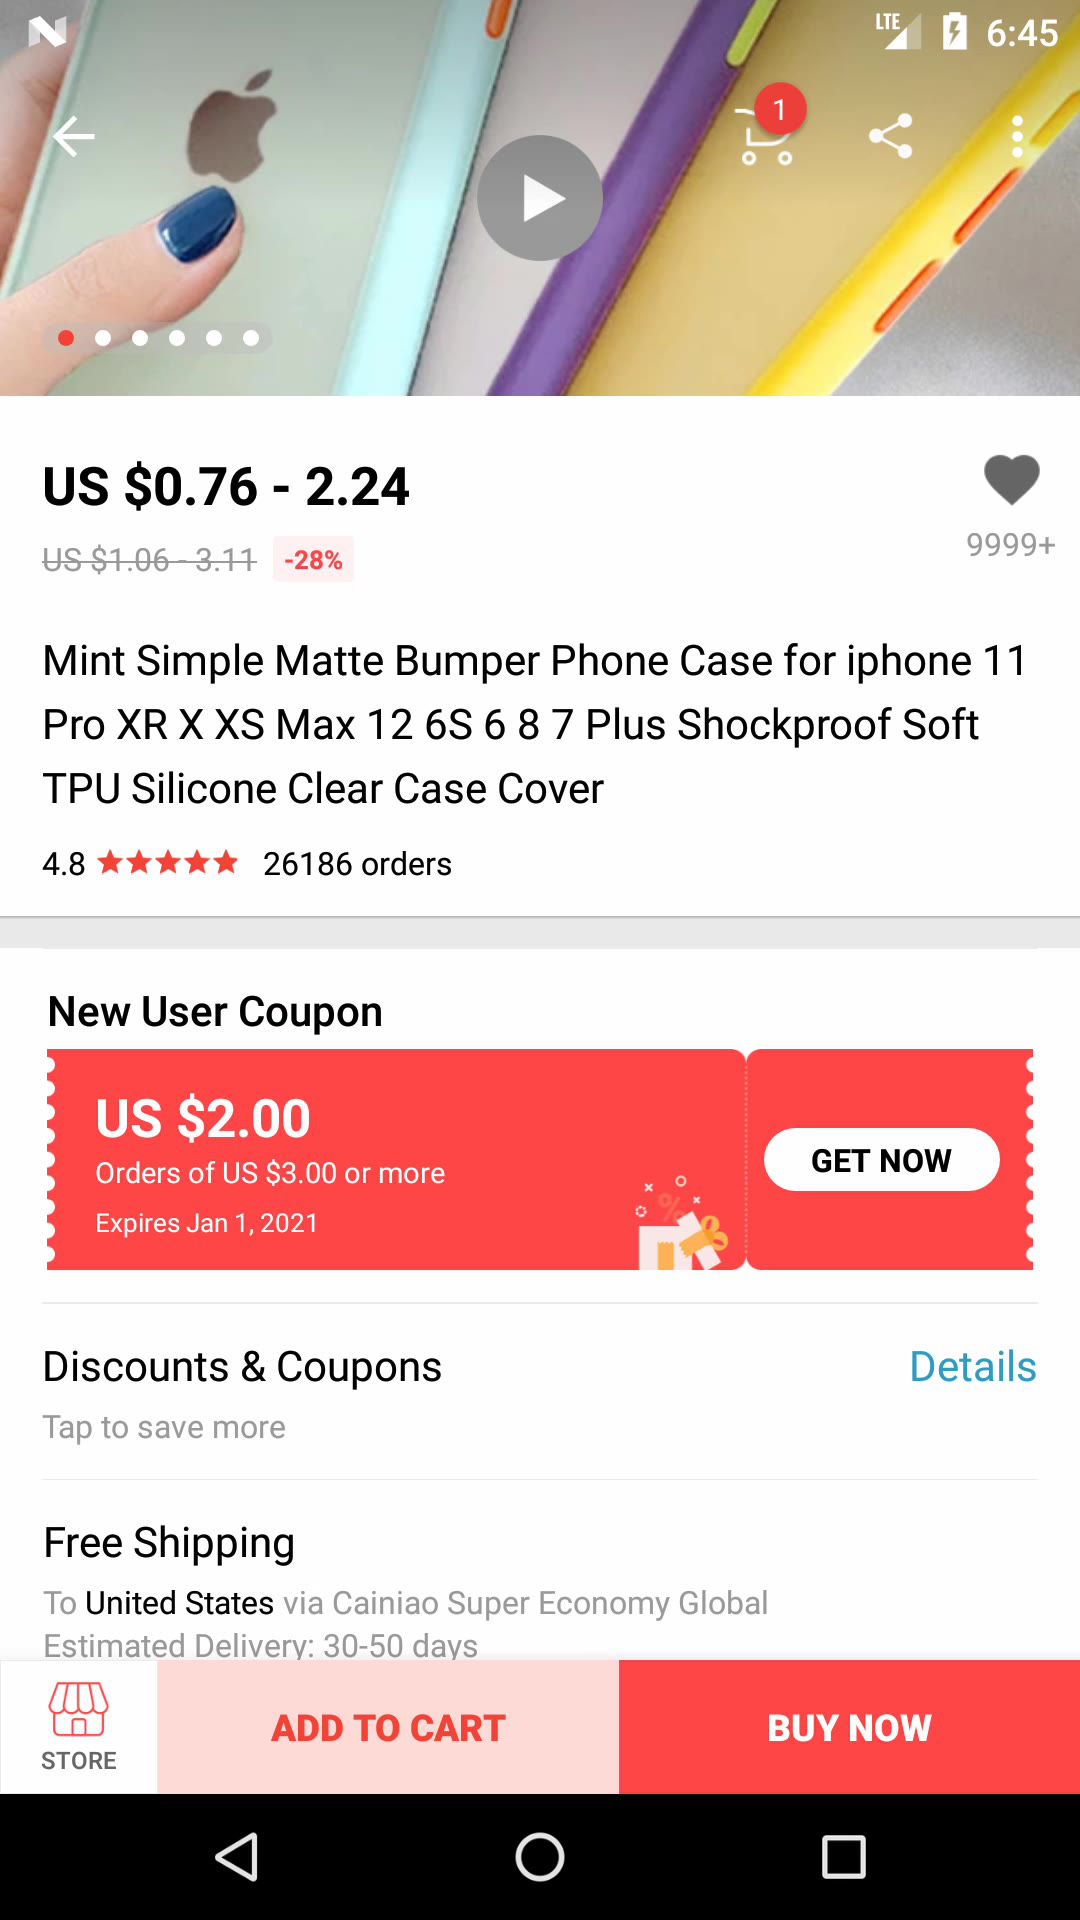 LTE 6:45
1
US $0.76 - 2.24
US $1.06 - 3.11 -28%
9999+
Mint Simple Matte Bumper Phone Case for iphone 11
Pro XR X XS Max 12 6S 6 8 7 Plus Shockproof Soft
TPU Silicone Clear Case Cover
4.8 26186 orders
New User Coupon
US $2.00
Orders of US $3.00 or more
Expires Jan 1, 2021
GET NOW
%
Discounts & Coupons Details
Tap to save more
Free Shipping
To United States via Cainiao Super Economy Global
Estimated Delivery: 30-50 days
STORE
ADD TO CART
BUY NOW